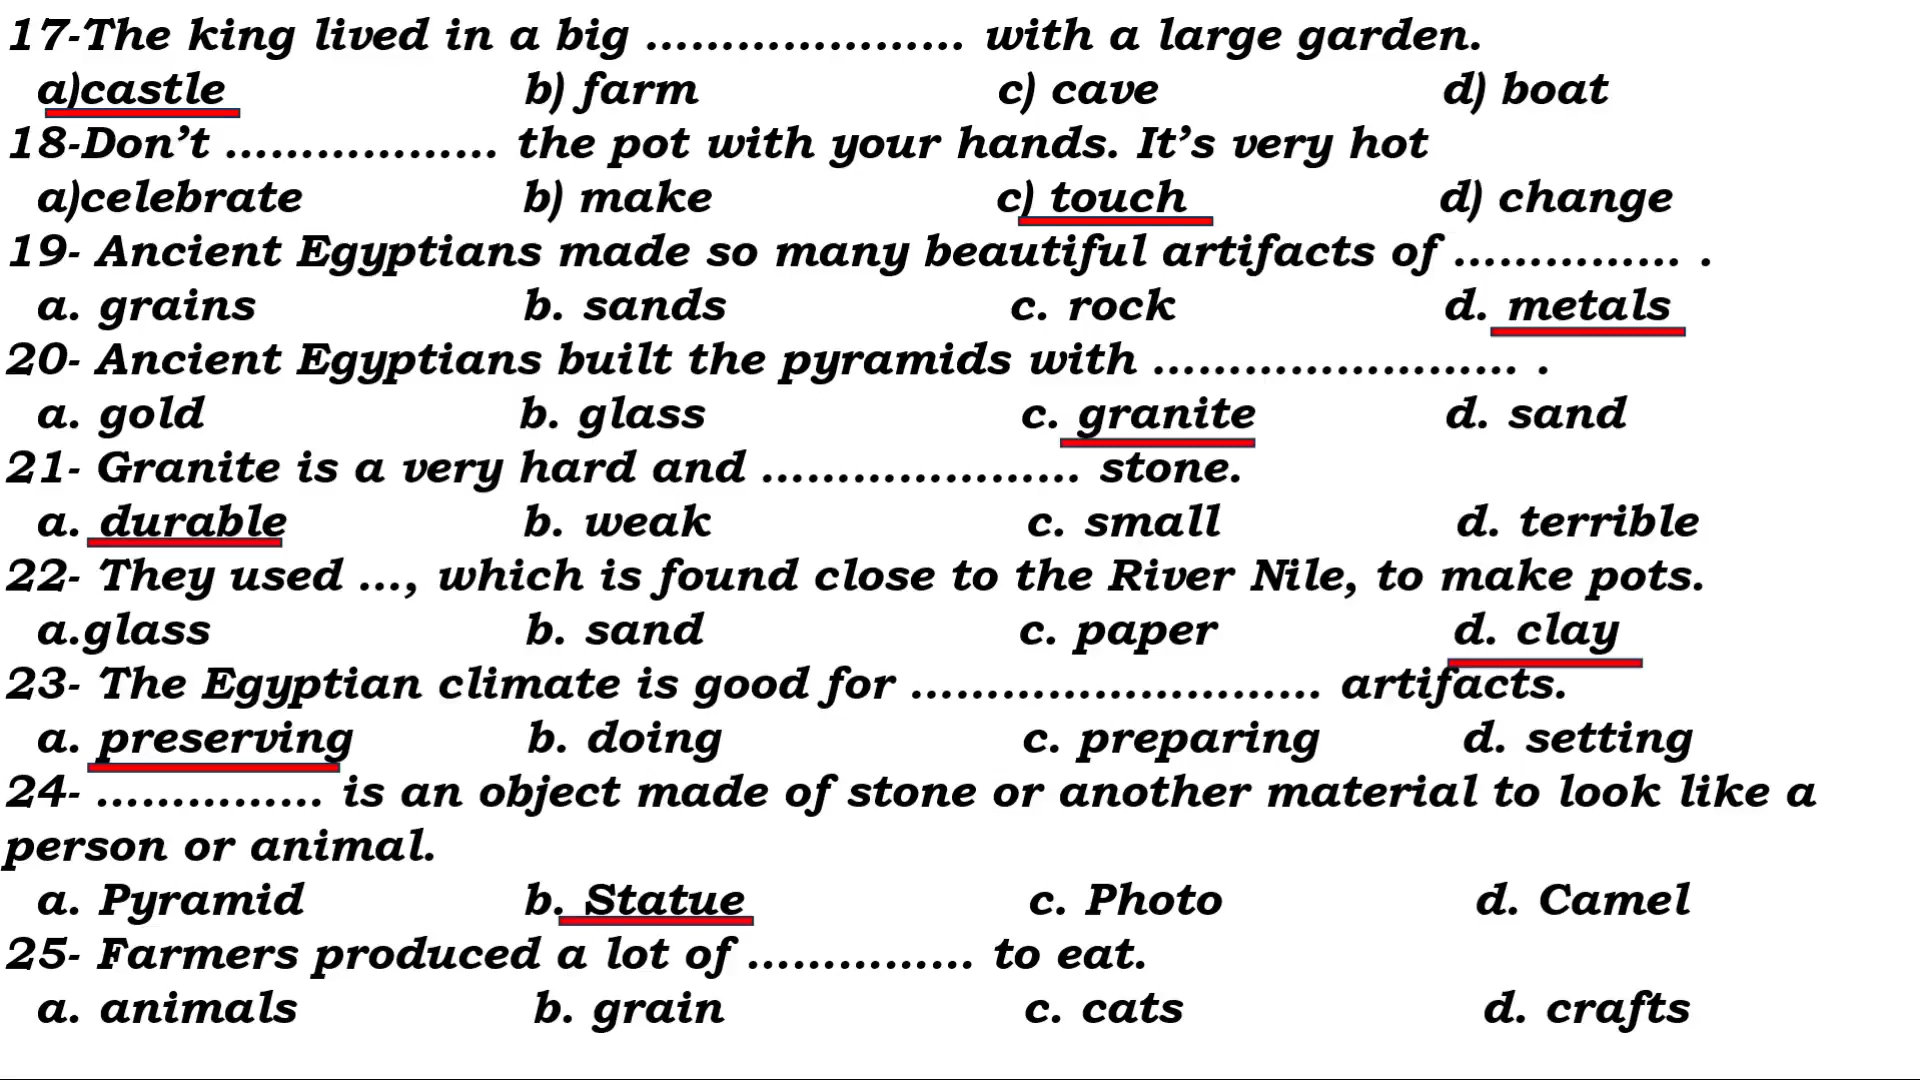 17-The king lived in a big ………………… with a large garden.
a)castle b) farm c) cave d) boat
18-Don’t ……………… the pot with your hands. It’s very hot
a)celebrate b) make c) touch d) change
19- Ancient Egyptians made so many beautiful artifacts of …………… .
a. grains b. sands c. rock d. metals
20- Ancient Egyptians built the pyramids with …………………… .
a. gold b. glass c. granite d. sand
21- Granite is a very hard and ………………… stone.
a. durable b. weak c. small d. terrible
22- They used …, which is found close to the River Nile, to make pots.
a.glass b. sand c. paper d. clay
23- The Egyptian climate is good for ……………………… artifacts.
a. preserving b. doing c. preparing d. setting
24- …………… is an object made of stone or another material to look like a
person or animal.
a. Pyramid b. Statue c. Photo d. Camel
25- Farmers produced a lot of …………… to eat.
a. animals b. grain c. cats d. crafts